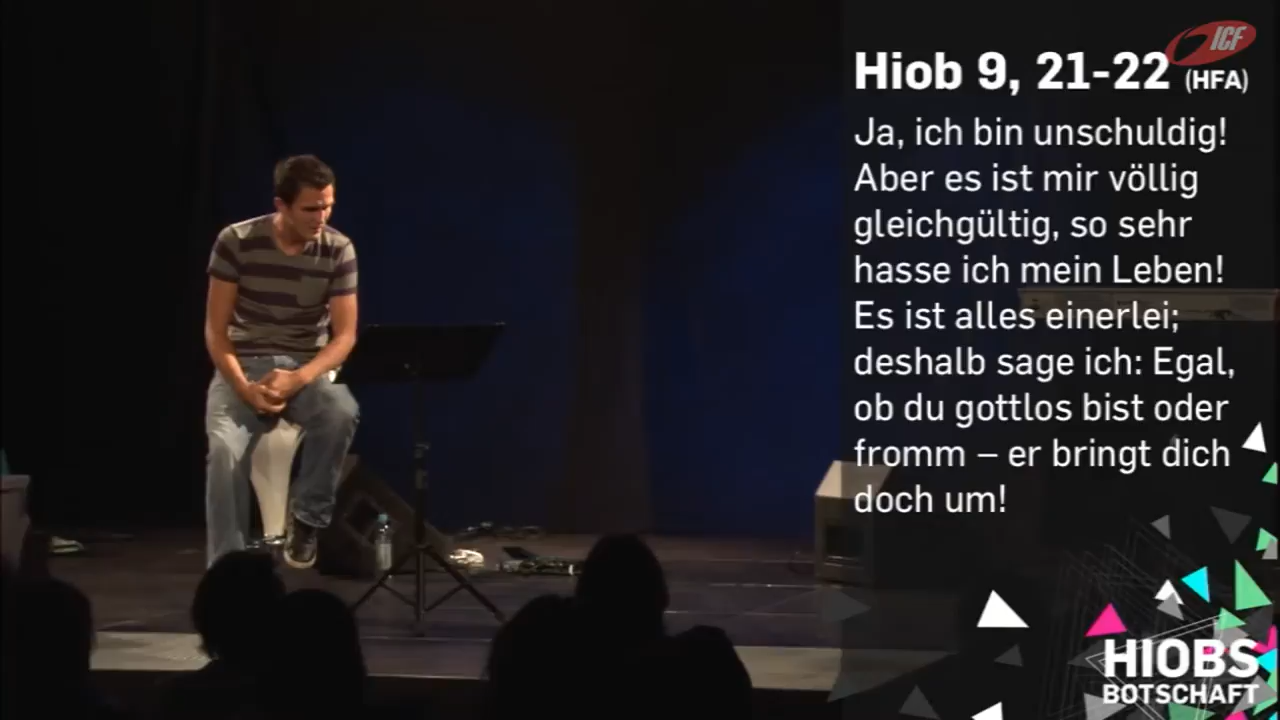 ICF
Hiob 9, 21-22 (HFA)
Ja, ich bin unschuldig!
Aber es ist mir völlig
gleichgültig, so sehr
hasse ich mein Leben!
Es ist alles einerlei;
deshalb sage ich: Egal,
ob du gottlos bist oder
fromm – er bringt dich
doch um!
HIOBS
BOTSCHAFT